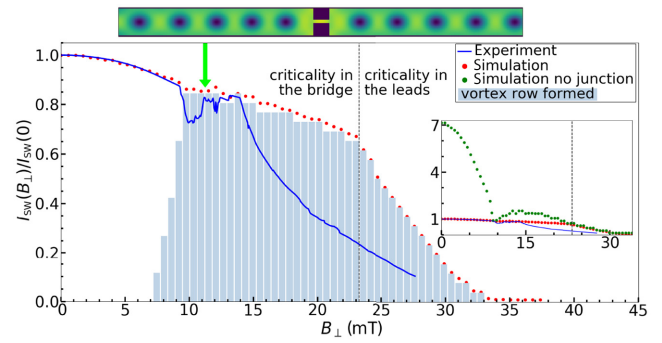 1.0
0.8
0.6
0.4
0.2
0.0
I_SW(B_⊥)/I_SW(0)
0
5
10
15
20
25
30
35
40
45
B_⊥ (mT)
criticality in
the bridge
criticality in
the leads
Experiment
Simulation
Simulation no junction
vortex row formed
7
1
0
15
30